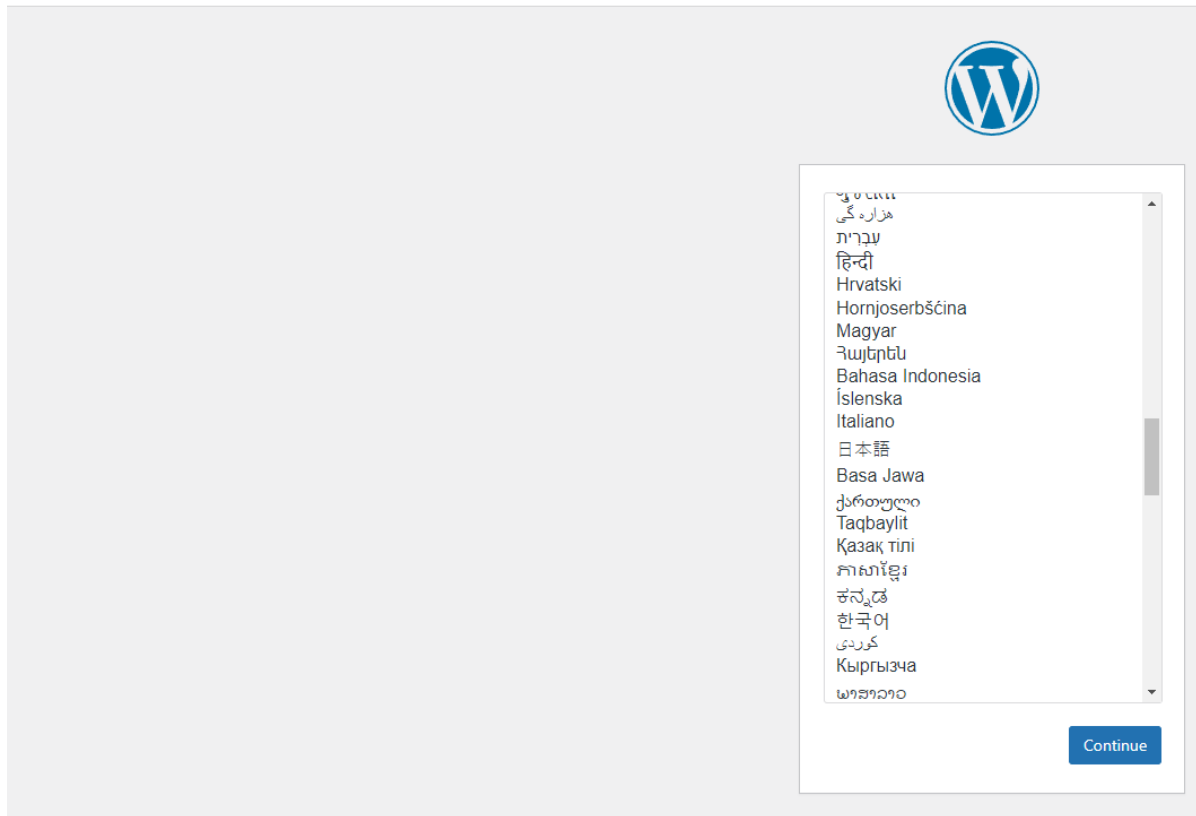 هزاره گی
עִבְרִית
हिन्दी
Hrvatski
Hornjoserbšćina
Magyar
Հայերեն
Bahasa Indonesia
Íslenska
Italiano
日本語
Basa Jawa
ქართული
Taqbaylit
Қазақ тілі
ភាសាខ្មែរ
ಕನ್ನಡ
한국어
كوردی
Кыргызча
ພາສາລາວ
Continue